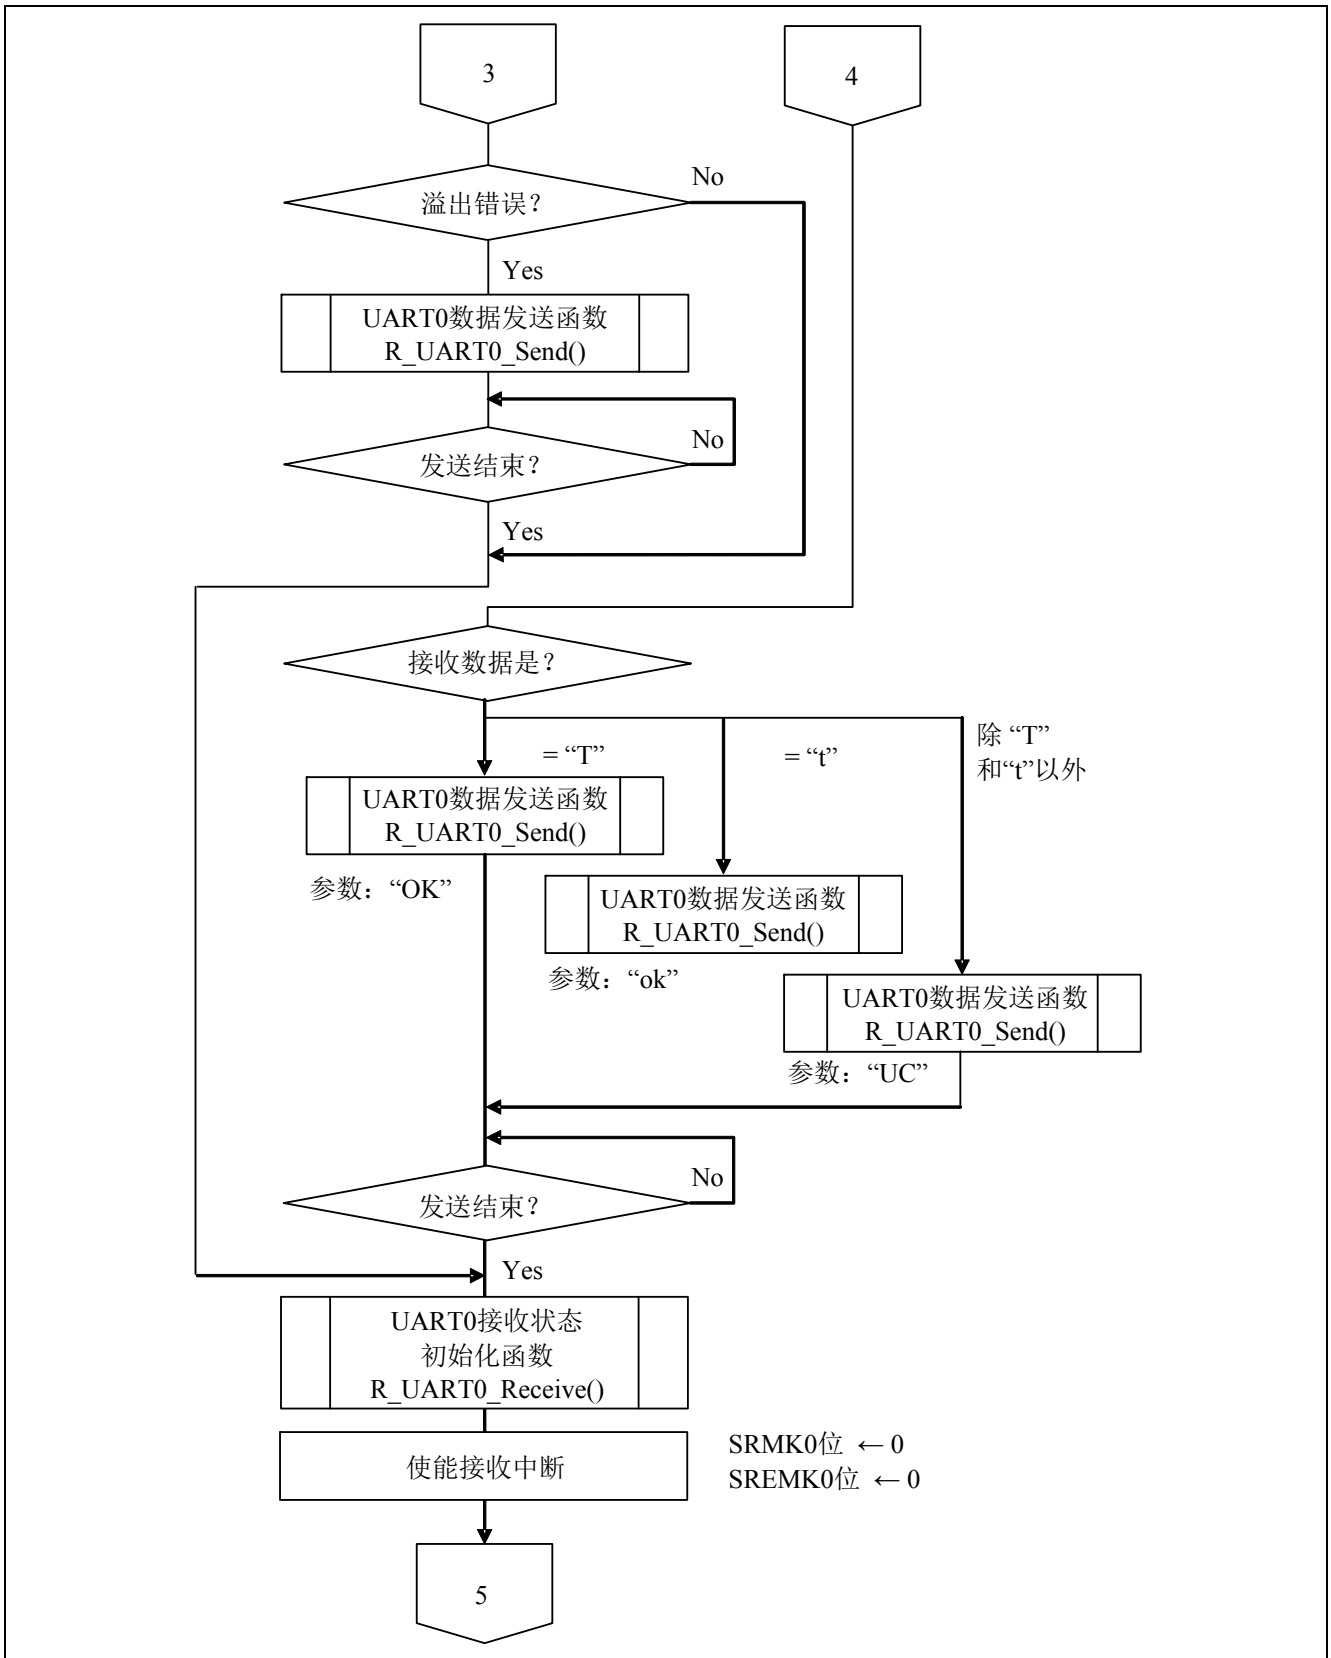 3
4
溢出错误？
No
Yes
UART0数据发送函数
R_UART0_Send()
No
发送结束？
Yes
接收数据是？
= “T”
= “t”
除 “T”
和“t”以外
UART0数据发送函数
R_UART0_Send()
参数：“OK”
UART0数据发送函数
R_UART0_Send()
参数：“ok”
UART0数据发送函数
R_UART0_Send()
参数：“UC”
No
发送结束？
Yes
UART0接收状态
初始化函数
R_UART0_Receive()
使能接收中断
SRMK0位 ← 0
SREMK0位 ← 0
5